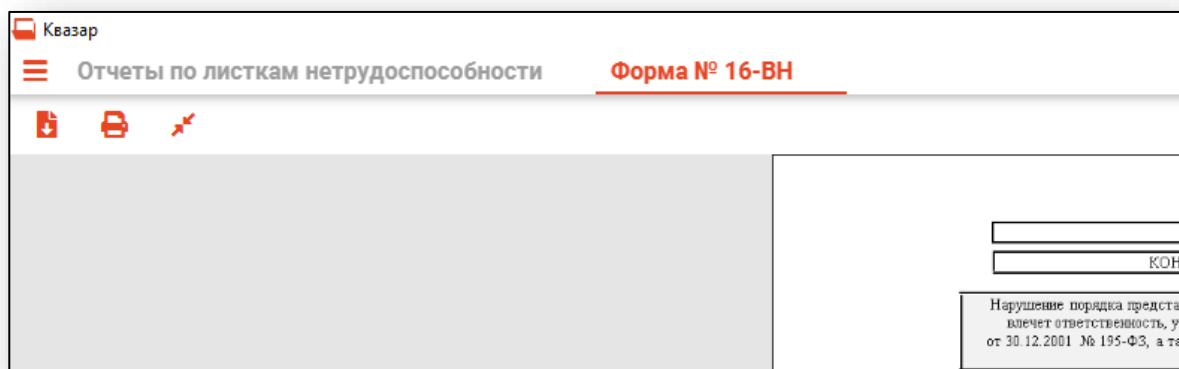 Квазар
Отчеты по листкам нетрудоспособности Форма № 16-ВН
КОН
Нарушение порядка предста
влечет ответственность, у
от 30.12.2001 № 195-ФЗ, а та